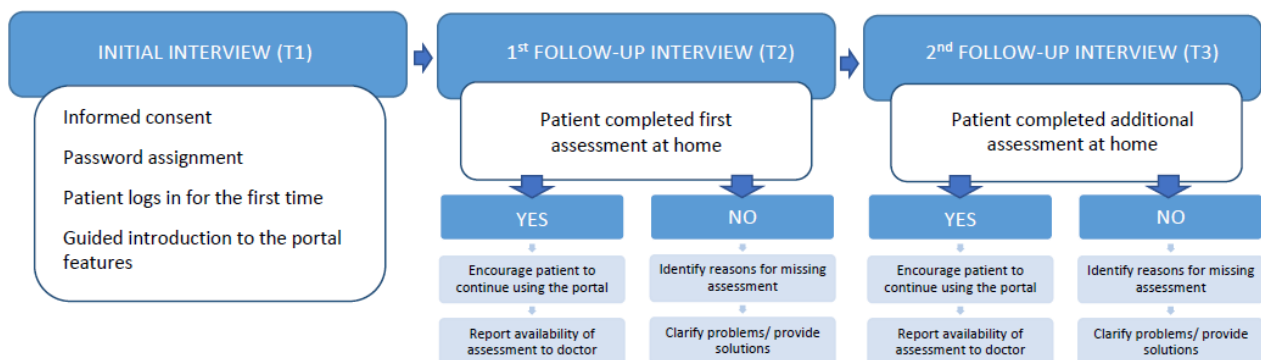 INITIAL INTERVIEW (T1)
Informed consent
Password assignment
Patient logs in for the first time
Guided introduction to the portal
features
1st FOLLOW-UP INTERVIEW (T2)
Patient completed first
assessment at home
YES
Encourage patient to
continue using the portal
Report availability of
assessment to doctor
NO
Identify reasons for missing
assessment
Clarify problems/ provide
solutions
2nd FOLLOW-UP INTERVIEW (T3)
Patient completed additional
assessment at home
YES
Encourage patient to
continue using the portal
Report availability of
assessment to doctor
NO
Identify reasons for missing
assessment
Clarify problems/ provide
solutions